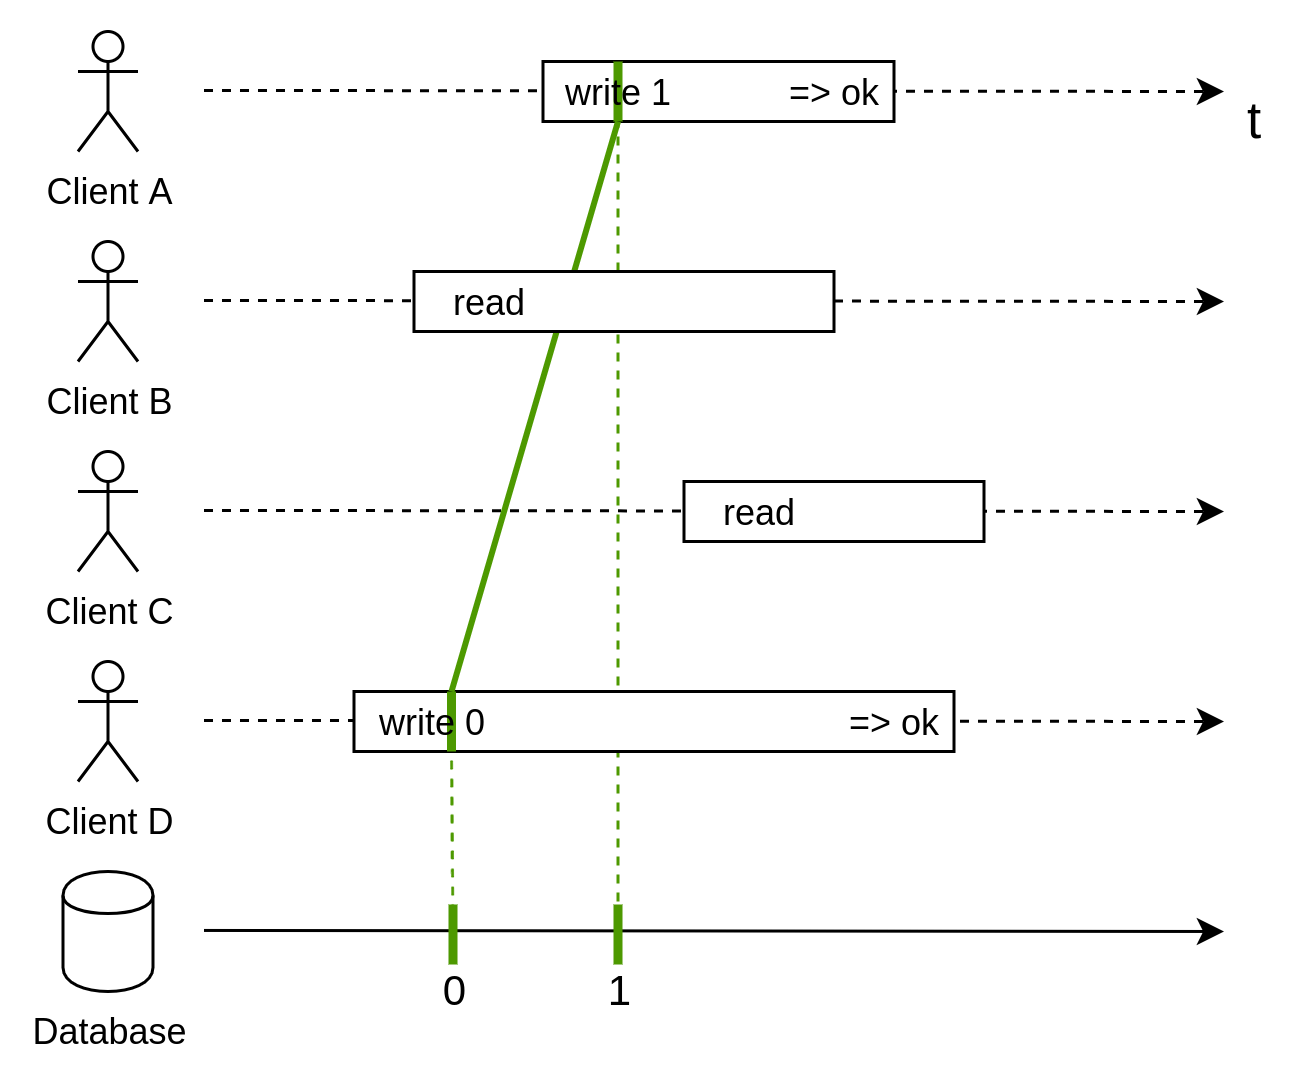 write 1 => ok
t
Client A
read
Client B
read
Client C
write 0 => ok
Client D
0 1
Database